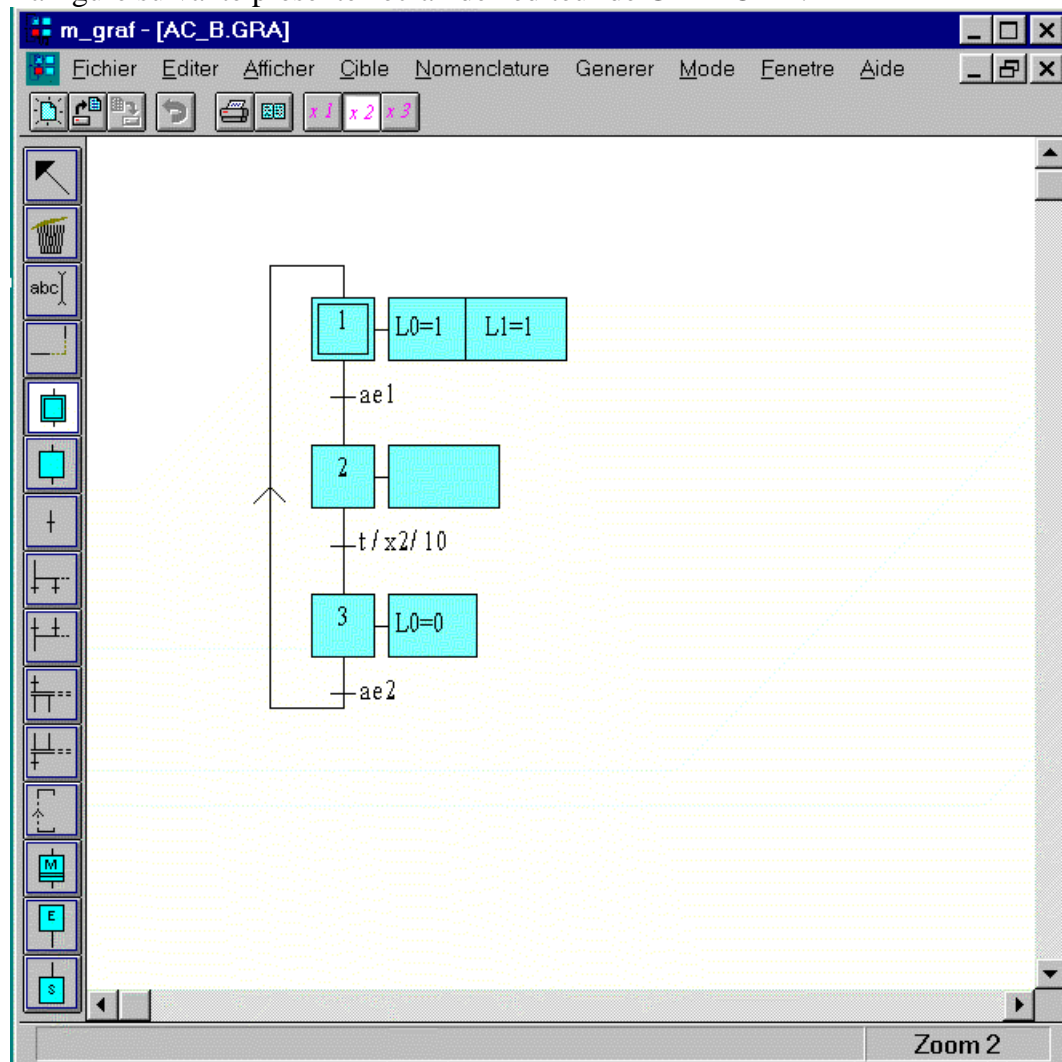 m_graf - [AC_B.GRA]
Fichier Editer Afficher Cible Nomenclature Generer Mode Fenetre Aide
x 1 x 2 x 3
abc
1 L0=1 L1=1
ae1
2
t / x2/ 10
3 L0=0
ae2
M
E
S
Zoom 2